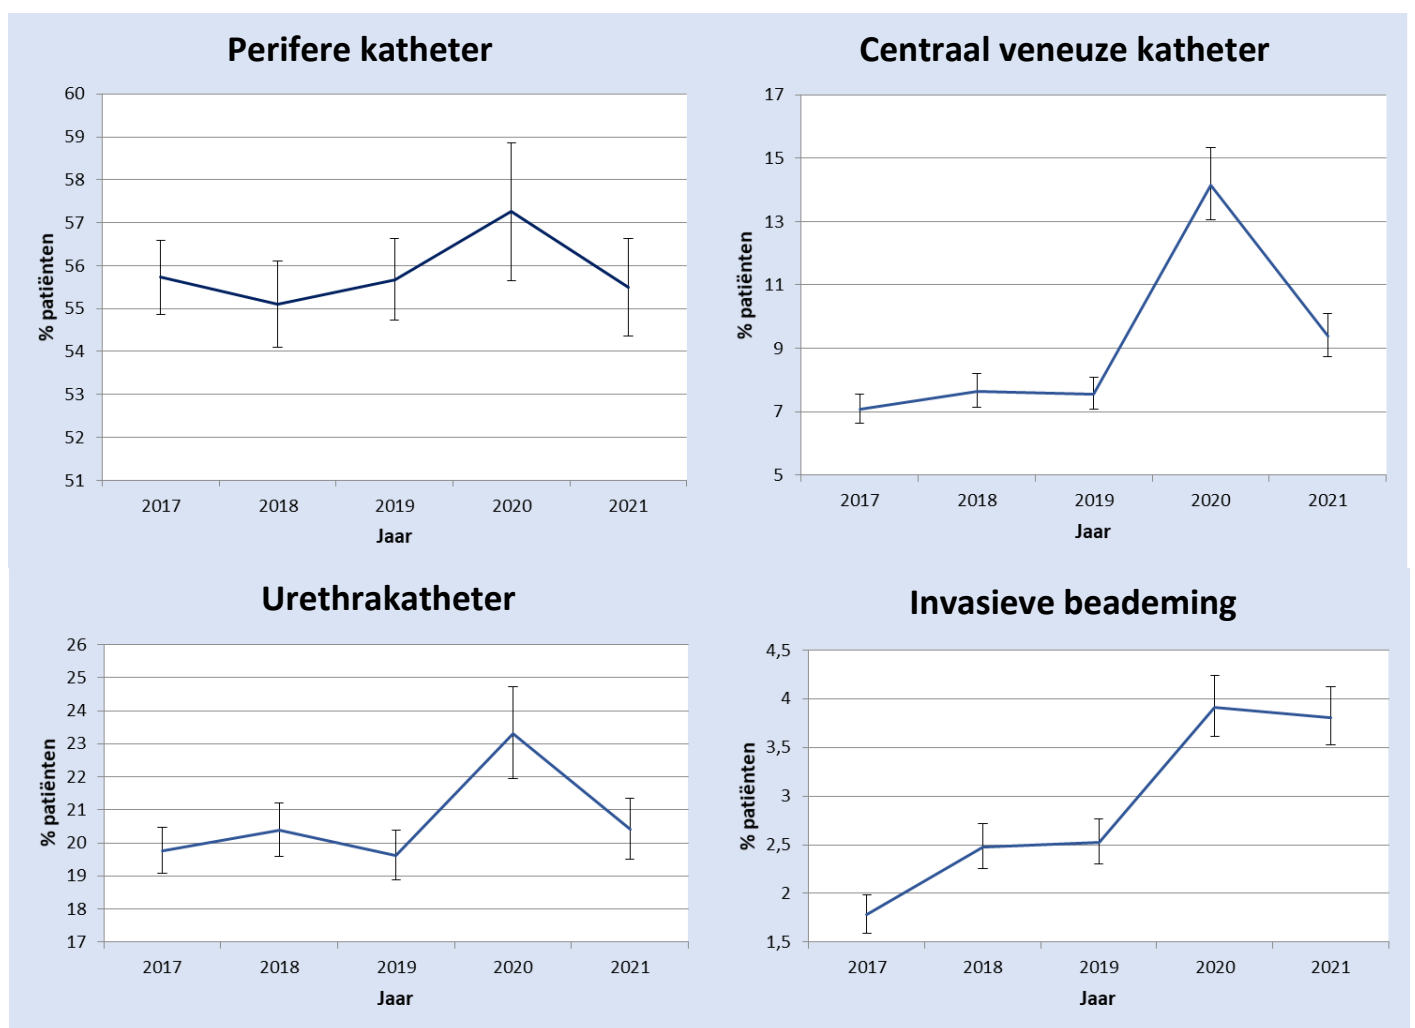 Perifere katheter
60
59
58
57
56
55
54
53
52
51
% patiënten
2017 2018 2019 2020 2021
Jaar
Centraal veneuze katheter
17
15
13
11
9
7
5
% patiënten
2017 2018 2019 2020 2021
Jaar
Urethrakatheter
26
25
24
23
22
21
20
19
18
17
% patiënten
2017 2018 2019 2020 2021
Jaar
Invasieve beademing
4,5
4
3,5
3
2,5
2
1,5
% patiënten
2017 2018 2019 2020 2021
Jaar